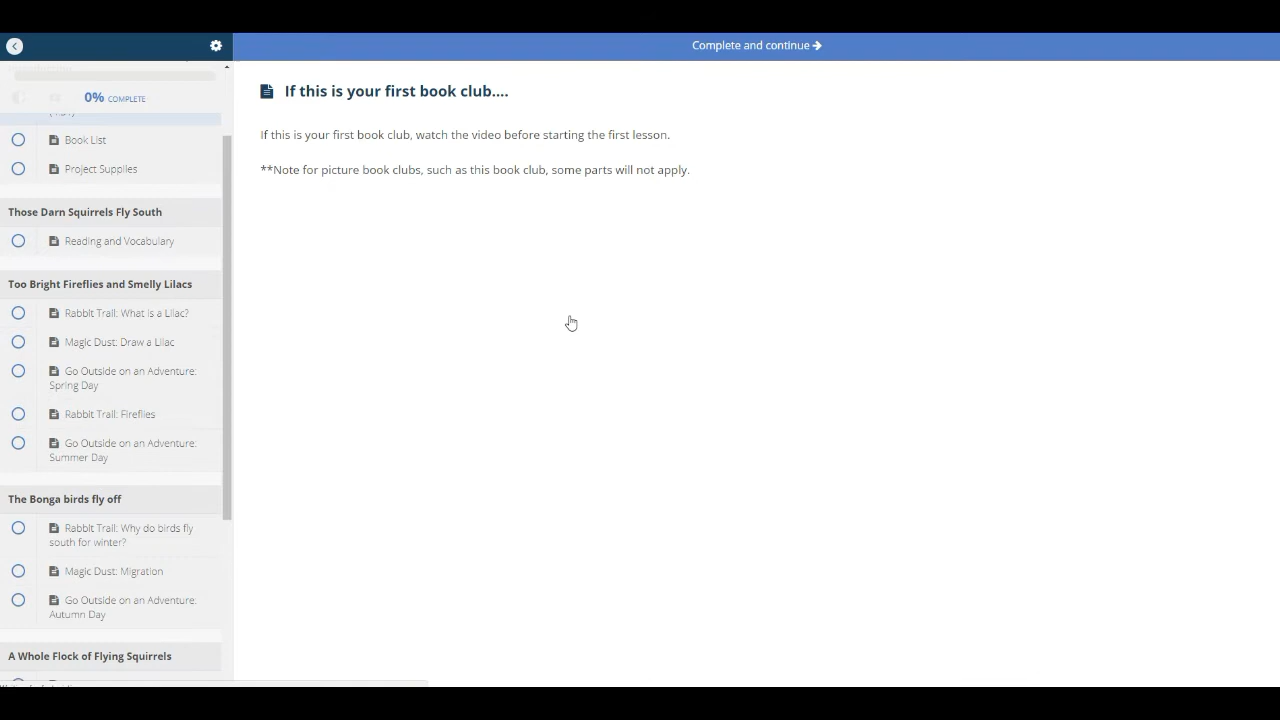 Complete and continue
0% COMPLETE
Book List
Project Supplies
Those Darn Squirrels Fly South
Reading and Vocabulary
Too Bright Fireflies and Smelly Lilacs
Rabbit Trail: What is a Lilac?
Magic Dust: Draw a Lilac
Go Outside on an Adventure:
Spring Day
Rabbit Trail: Fireflies
Go Outside on an Adventure:
Summer Day
The Bonga birds fly off
Rabbit Trail: Why do birds fly
south for winter?
Magic Dust: Migration
Go Outside on an Adventure:
Autumn Day
A Whole Flock of Flying Squirrels
If this is your first book club....
If this is your first book club, watch the video before starting the first lesson.
**Note for picture book clubs, such as this book club, some parts will not apply.